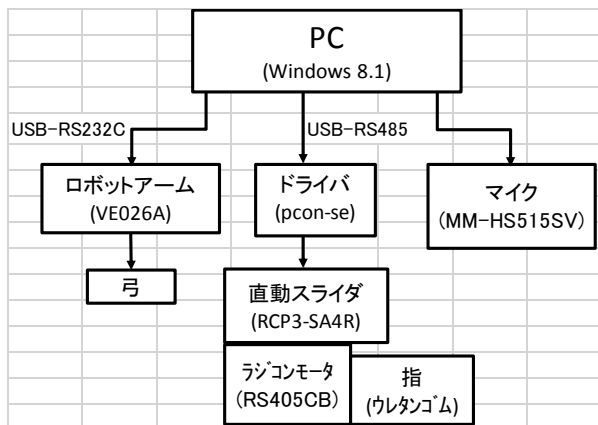 PC
(Windows 8.1)
USB-RS232C
USB-RS485
ロボットアーム
(VE026A)
ドライバ
(pcon-se)
マイク
(MM-HS515SV)
弓
直動スライダ
(RCP3-SA4R)
ラジコンモータ
(RS405CB)
指
(ウレタンゴム)